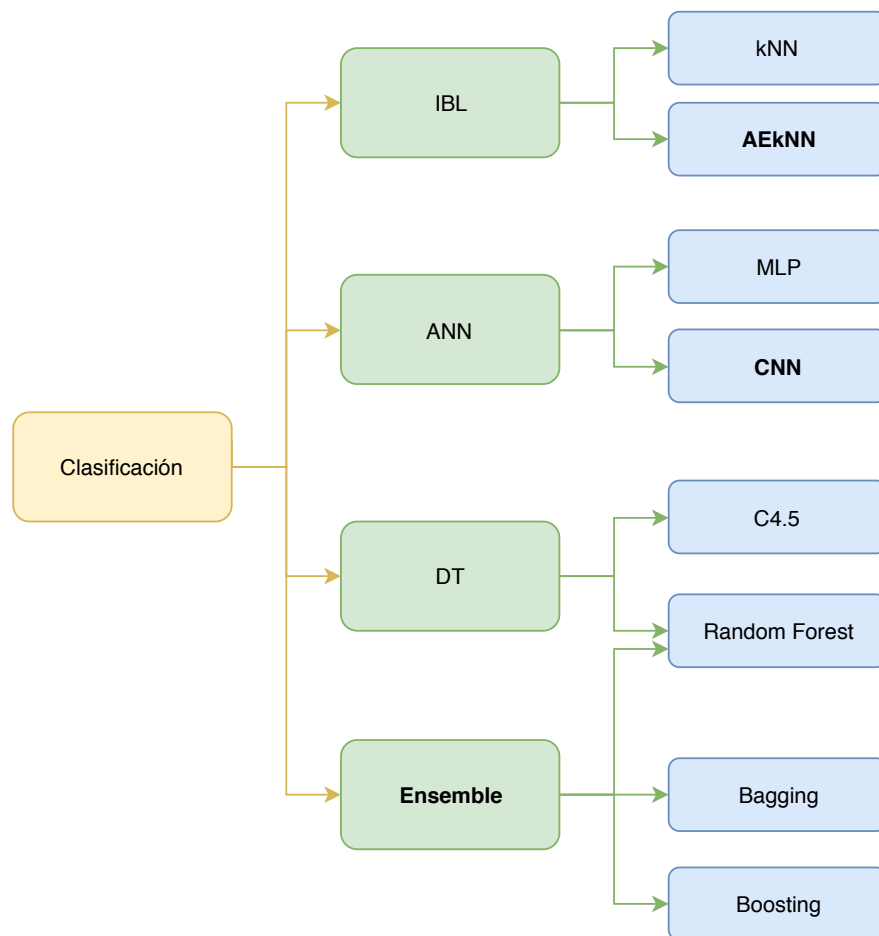 kNN
IBL
AEkNN
MLP
ANN
CNN
Clasificación
C4.5
DT
Random Forest
Ensemble
Bagging
Boosting